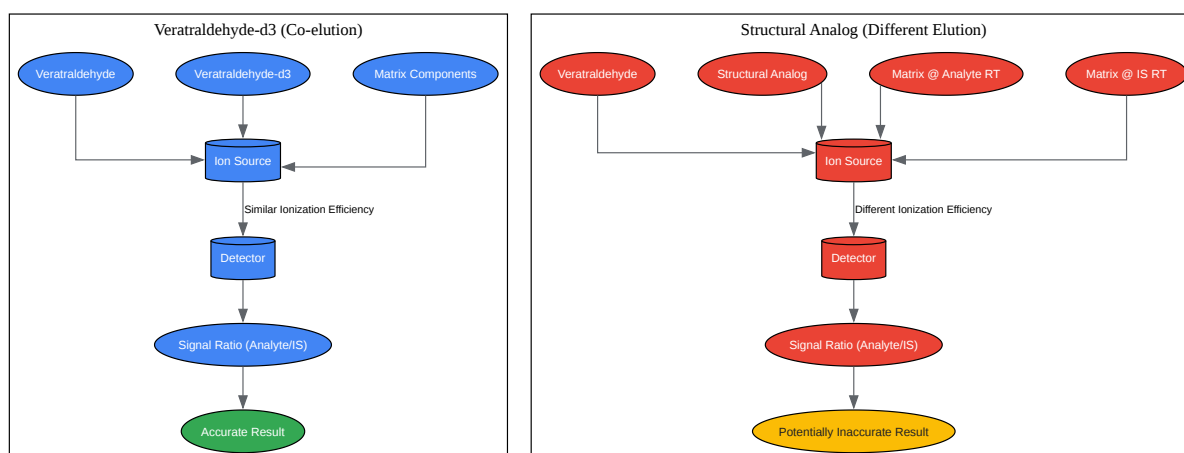 Veratraldehyde-d3 (Co-elution)
Veratraldehyde
Veratraldehyde-d3
Matrix Components
Ion Source
Similar Ionization Efficiency
Detector
Signal Ratio (Analyte/IS)
Accurate Result
Structural Analog (Different Elution)
Veratraldehyde
Structural Analog
Matrix @ Analyte RT
Matrix @ IS RT
Ion Source
Different Ionization Efficiency
Detector
Signal Ratio (Analyte/IS)
Potentially Inaccurate Result